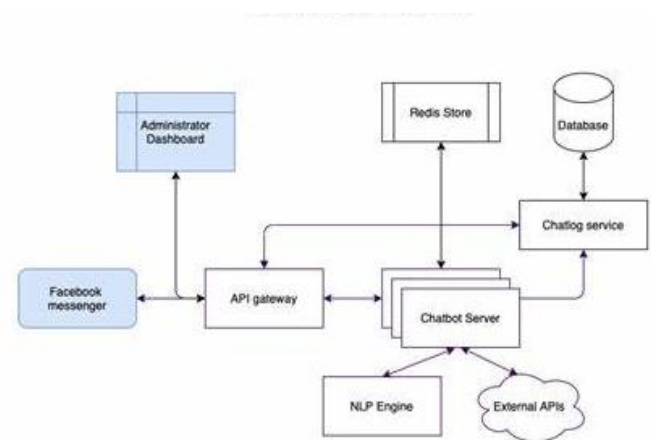 Administrator
Dashboard
Redis Store
Database
Chatlog service
Facebook
messenger
API gateway
Chatbot Server
NLP Engine
External APIs